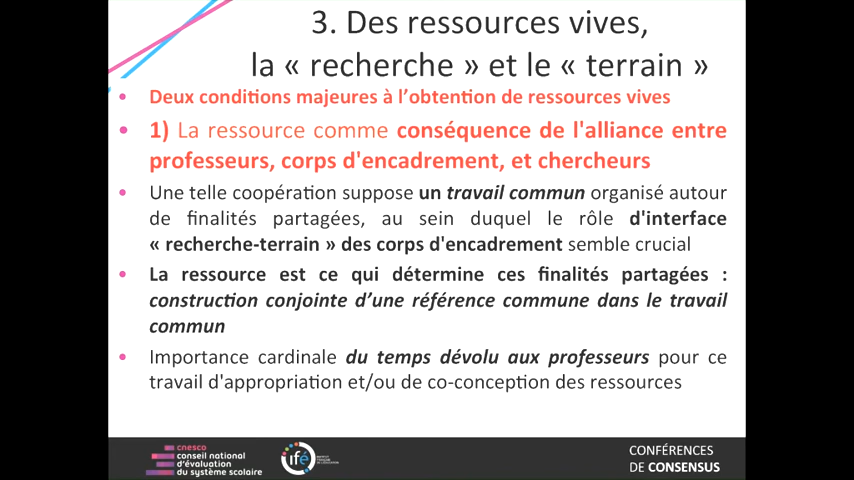 3. Des ressources vives,
la « recherche » et le « terrain »
• Deux conditions majeures à l'obtention de ressources vives
• 1) La ressource comme conséquence de l'alliance entre
professeurs, corps d'encadrement, et chercheurs
• Une telle coopération suppose un travail commun organisé autour
de finalités partagées, au sein duquel le rôle d'interface
« recherche-terrain » des corps d'encadrement semble crucial
• La ressource est ce qui détermine ces finalités partagées :
construction conjointe d'une référence commune dans le travail
commun
• Importance cardinale du temps dévolu aux professeurs pour ce
travail d'appropriation et/ou de co-conception des ressources
cnesco
conseil national
d'évaluation
du système scolaire
ifé
CONFÉRENCES
DE CONSENSUS